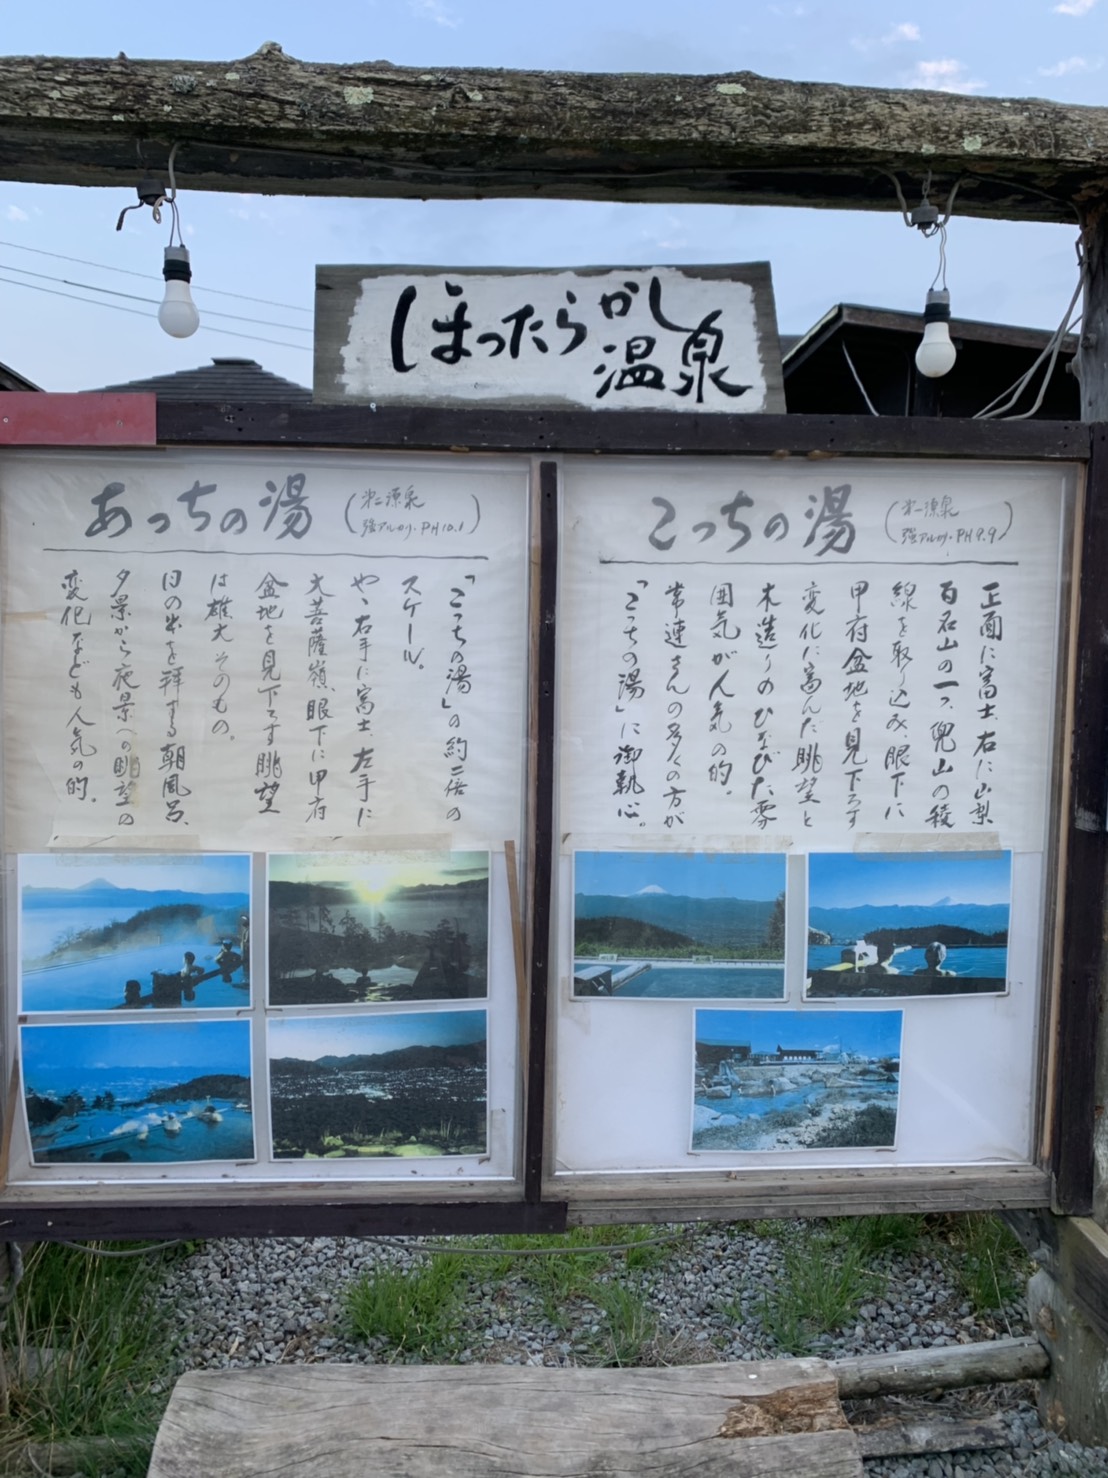 ほったらかし
温泉
あっちの湯
(第二源泉
強アルカリ・PH10.1)
「こっちの湯」の約二倍の
スケール。
やゝ右手に富士、左手に
大菩薩嶺、眼下に甲府
盆地を見下ろす眺望
は雄大そのもの。
日の出を拝する朝風呂、
夕景から夜景への眺望の
変化なども人気の的。
こっちの湯
(第一源泉
強アルカリ・PH9.9)
正面に富士、右に山梨
百名山の一つ、兜山の稜
線を取り込み、眼下に
甲府盆地を見下ろす
変化に富んだ眺望と
木造りのひなびた雰
囲気が人気の的。
常連さんの多くの方が
「こっちの湯」に御執心。